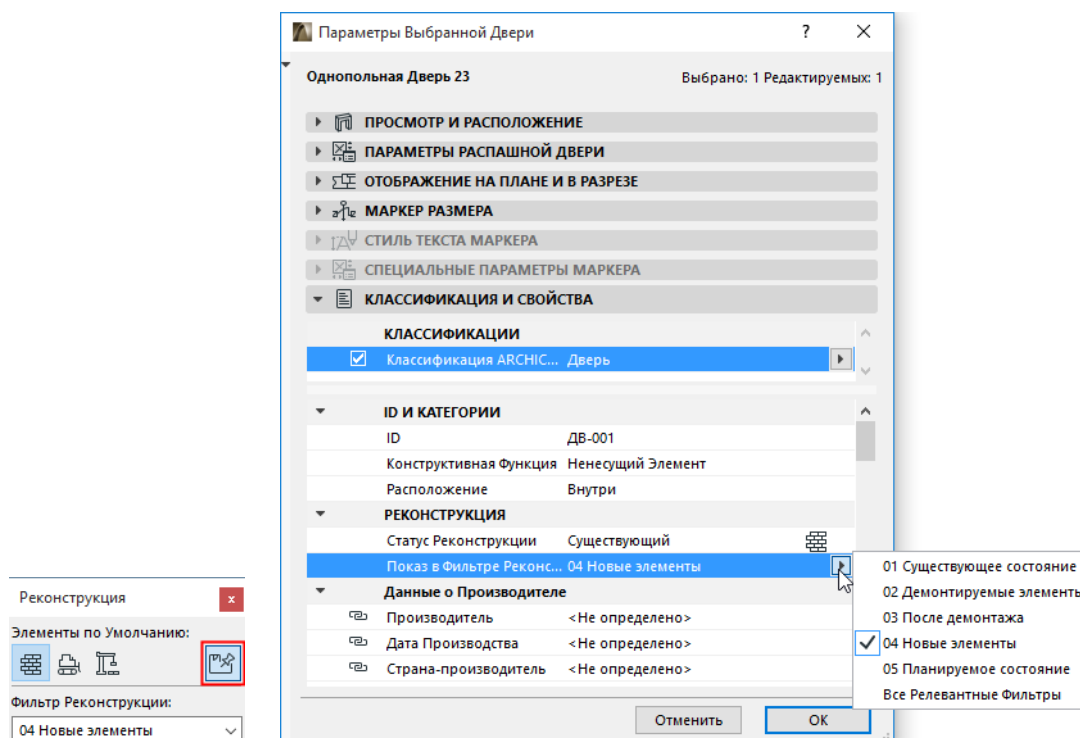 Параметры Выбранной Двери ?
Однопольная Дверь 23 Выбрано: 1 Редактируемых: 1
ПРОСМОТР И РАСПОЛОЖЕНИЕ
ПАРАМЕТРЫ РАСПАШНОЙ ДВЕРИ
ОТОБРАЖЕНИЕ НА ПЛАНЕ И В РАЗРЕЗЕ
МАРКЕР РАЗМЕРА
СТИЛЬ ТЕКСТА МАРКЕРА
СПЕЦИАЛЬНЫЕ ПАРАМЕТРЫ МАРКЕРА
КЛАССИФИКАЦИЯ И СВОЙСТВА
КЛАССИФИКАЦИИ
Классификация ARCHIC... Дверь
ID И КАТЕГОРИИ
ID ДВ-001
Конструктивная Функция Ненесущий Элемент
Расположение Внутри
РЕКОНСТРУКЦИЯ
Статус Реконструкции Существующий
Показ в Фильтре Реконс... 04 Новые элементы
Данные о Производителе
Производитель <Не определено>
Дата Производства <Не определено>
Страна-производитель <Не определено>
Отменить OK
01 Существующее состояние
02 Демонтируемые элементы
03 После демонтажа
04 Новые элементы
05 Планируемое состояние
Все Релевантные Фильтры
Реконструкция x
Элементы по Умолчанию:
Фильтр Реконструкции:
04 Новые элементы